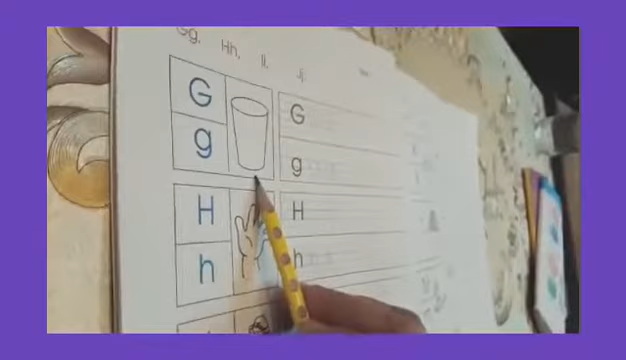 Gg, Hh, Ii, Jj
G G
g g
H H
h h